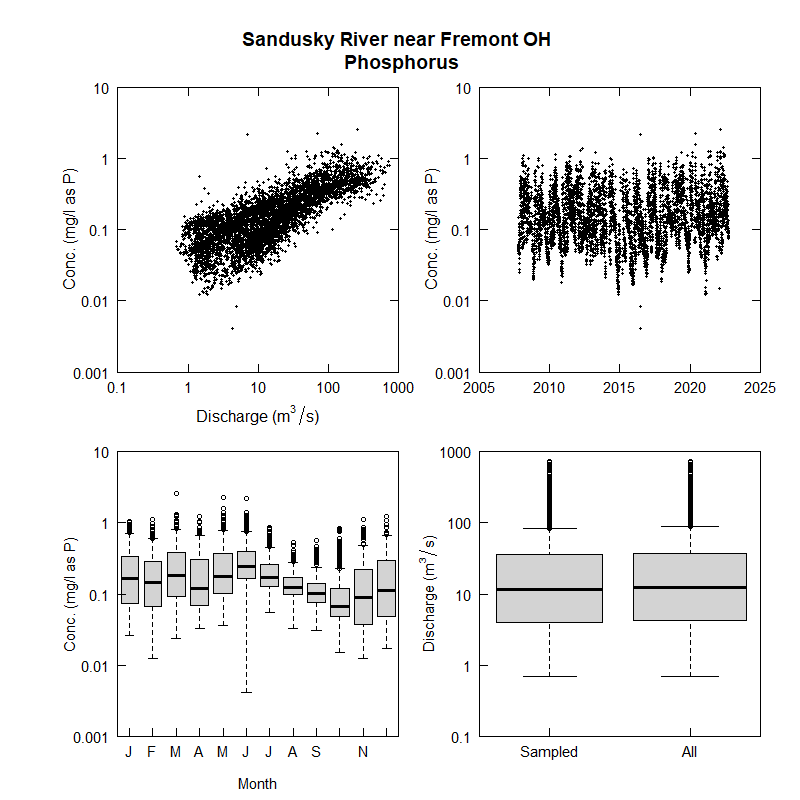 Sandusky River near Fremont OH
Phosphorus
10
1
0.1
0.01
0.001
Conc. (mg/l as P)
0.1 1 10 100 1000
Discharge (m³/s)
10
1
0.1
0.01
0.001
Conc. (mg/l as P)
2005 2010 2015 2020 2025
10
1
0.1
0.01
0.001
Conc. (mg/l as P)
J F M A M J J A S N
Month
1000
100
10
1
0.1
Discharge (m³/s)
Sampled All